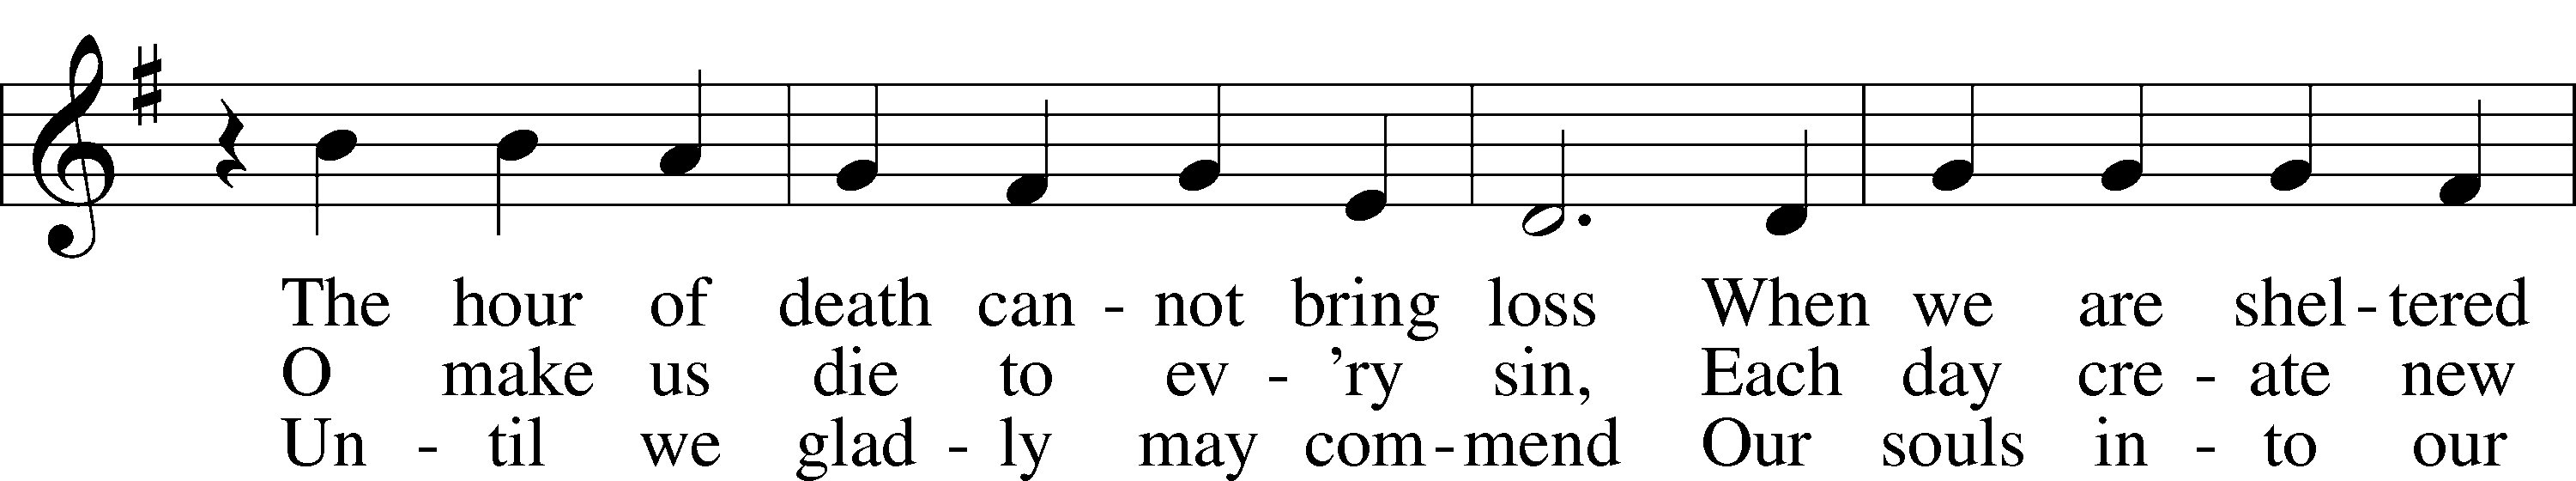 The hour of death can - not bring loss When we are shel - tered
O make us die to ev - 'ry sin, Each day cre - ate new
Un - til we glad - ly may com - mend Our souls in - to our